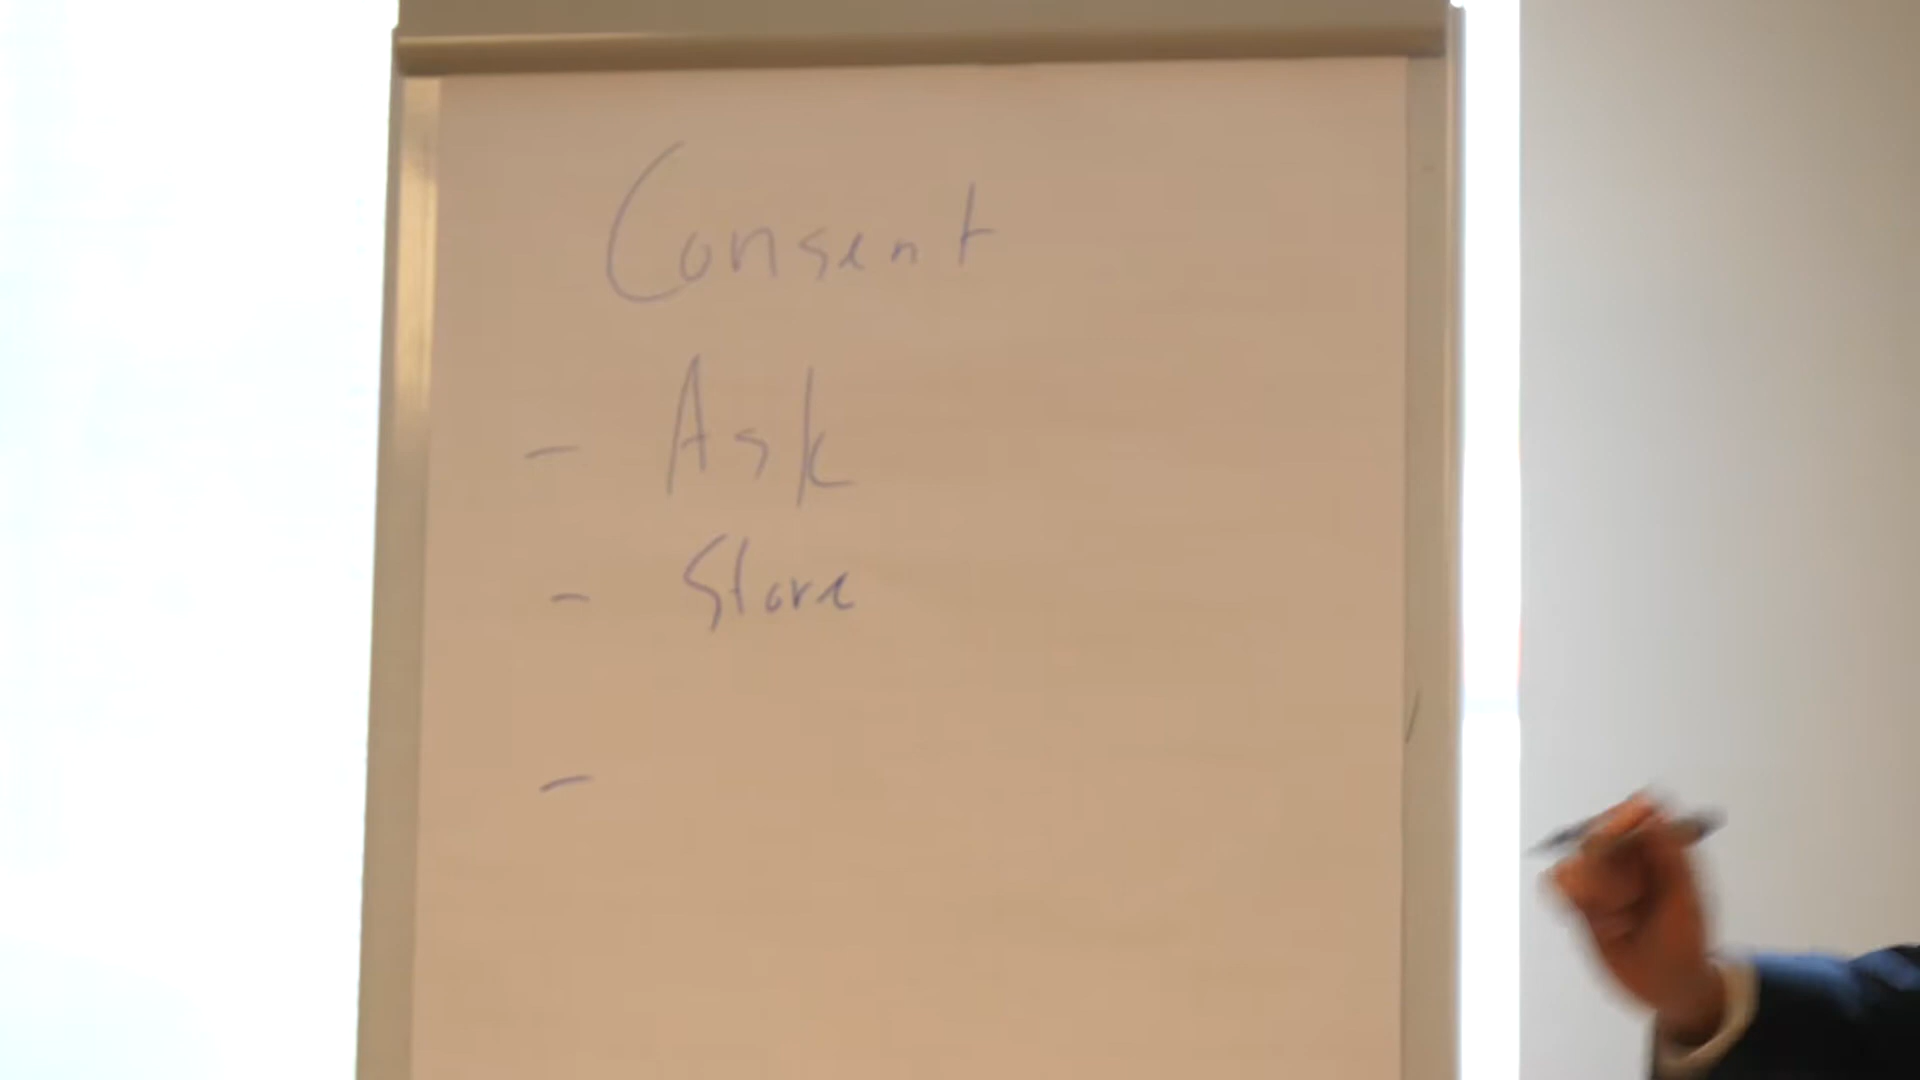 Consent
- Ask
- Store
-